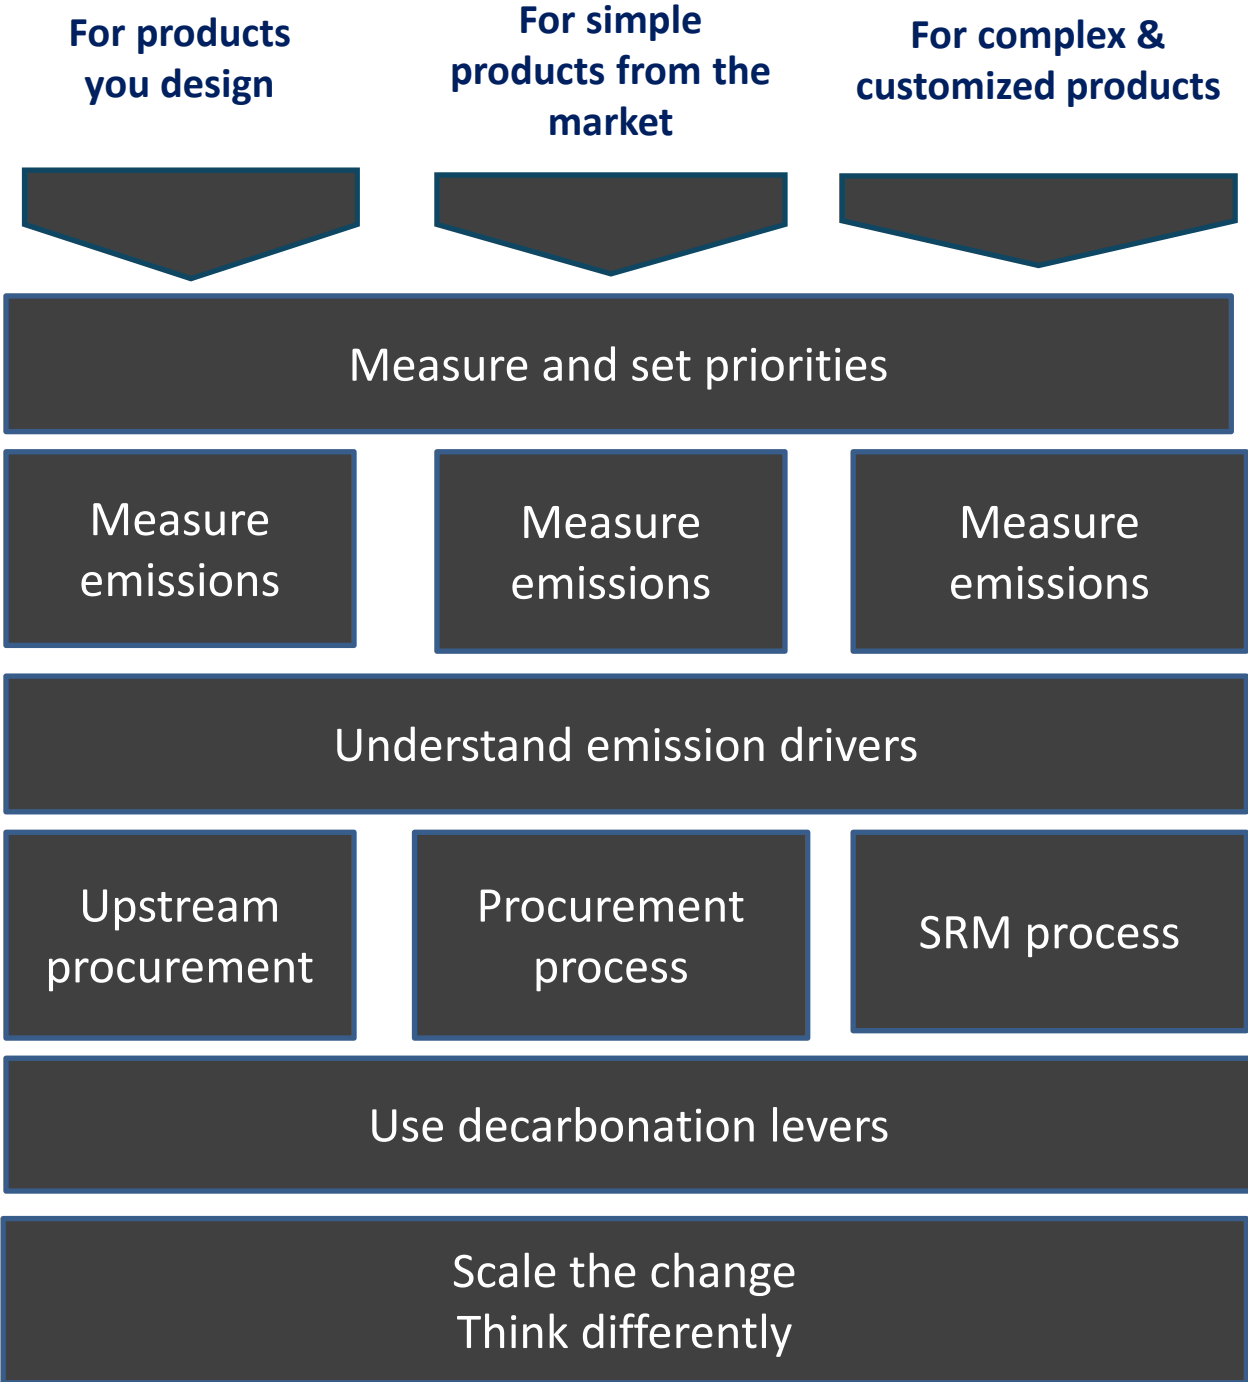 For products
you design
For simple
products from the
market
For complex &
customized products
Measure and set priorities
Measure
emissions
Measure
emissions
Measure
emissions
Understand emission drivers
Upstream
procurement
Procurement
process
SRM process
Use decarbonation levers
Scale the change
Think differently